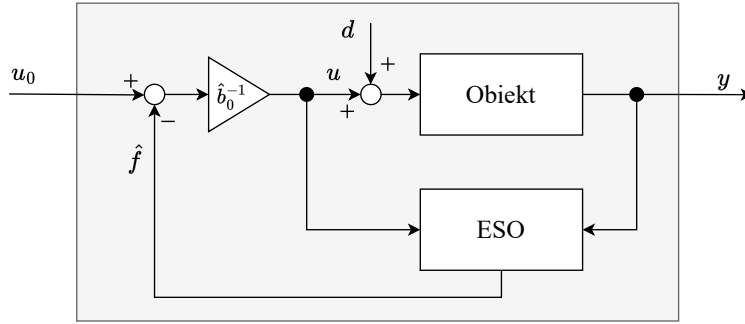 d
u₀
+
b̂₀⁻¹
u
+
+
Obiekt
y
−
f̂
ESO